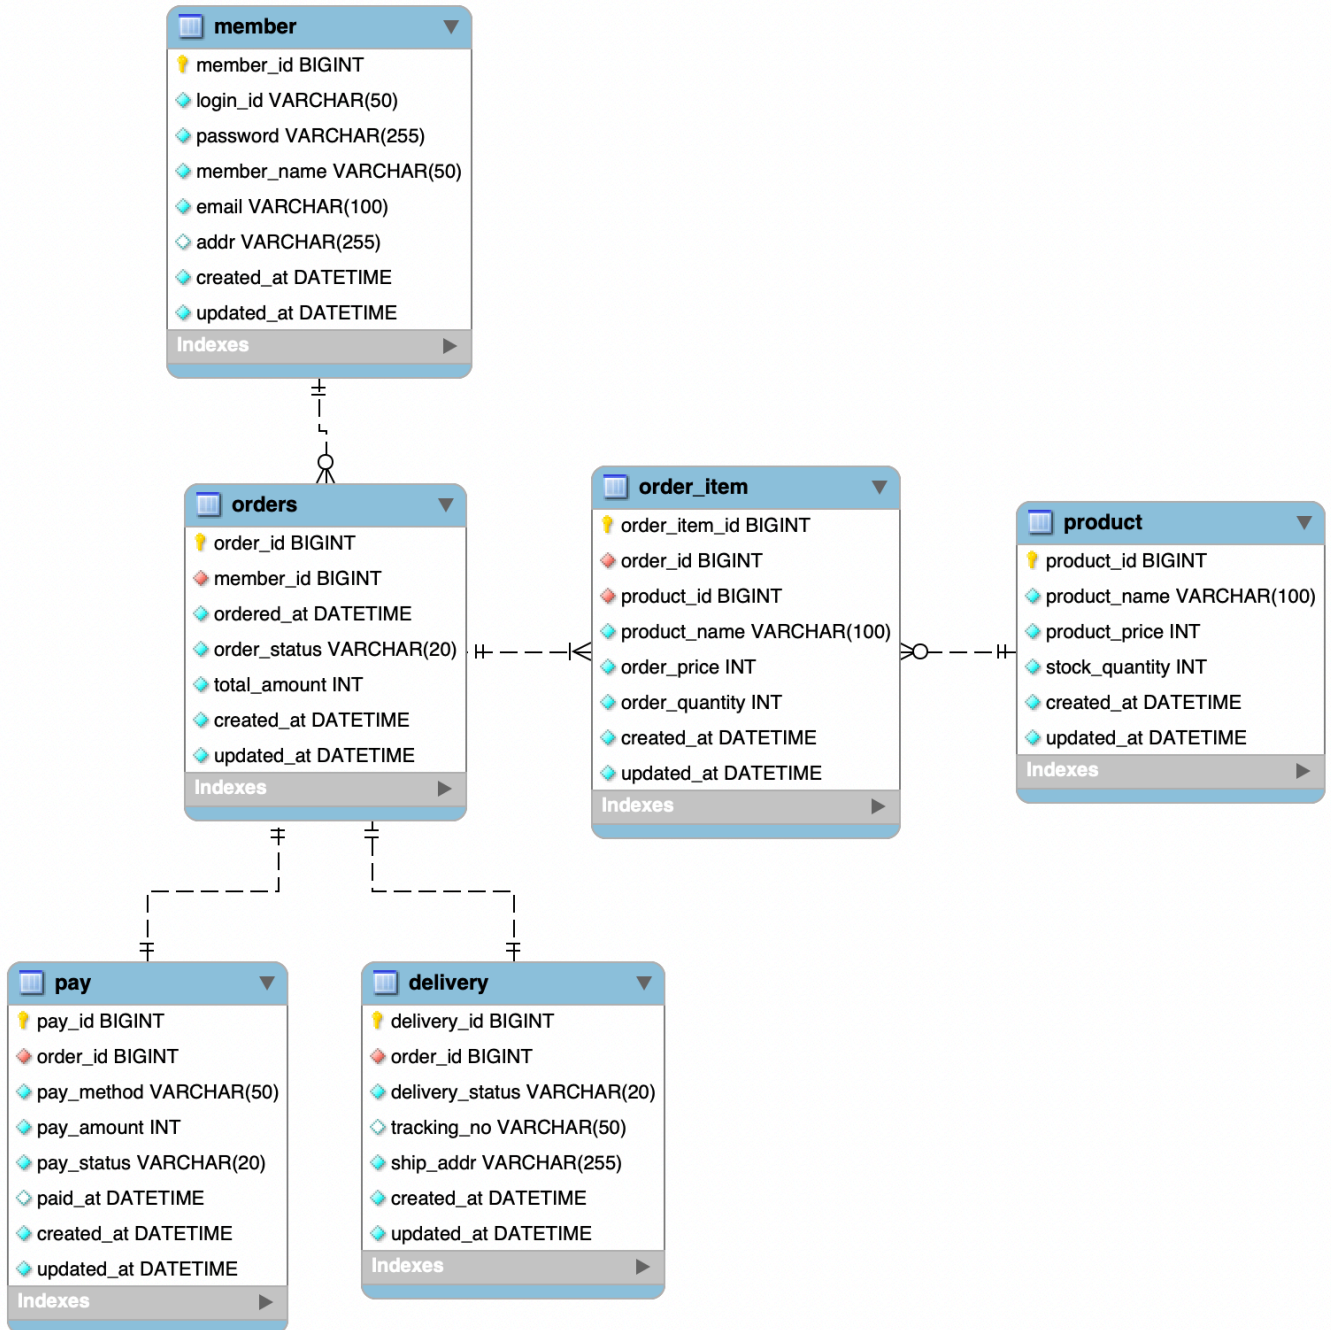 member
member_id BIGINT
login_id VARCHAR(50)
password VARCHAR(255)
member_name VARCHAR(50)
email VARCHAR(100)
addr VARCHAR(255)
created_at DATETIME
updated_at DATETIME
Indexes
orders
order_id BIGINT
member_id BIGINT
ordered_at DATETIME
order_status VARCHAR(20)
total_amount INT
created_at DATETIME
updated_at DATETIME
Indexes
order_item
order_item_id BIGINT
order_id BIGINT
product_id BIGINT
product_name VARCHAR(100)
order_price INT
order_quantity INT
created_at DATETIME
updated_at DATETIME
Indexes
product
product_id BIGINT
product_name VARCHAR(100)
product_price INT
stock_quantity INT
created_at DATETIME
updated_at DATETIME
Indexes
pay
pay_id BIGINT
order_id BIGINT
pay_method VARCHAR(50)
pay_amount INT
pay_status VARCHAR(20)
paid_at DATETIME
created_at DATETIME
updated_at DATETIME
Indexes
delivery
delivery_id BIGINT
order_id BIGINT
delivery_status VARCHAR(20)
tracking_no VARCHAR(50)
ship_addr VARCHAR(255)
created_at DATETIME
updated_at DATETIME
Indexes